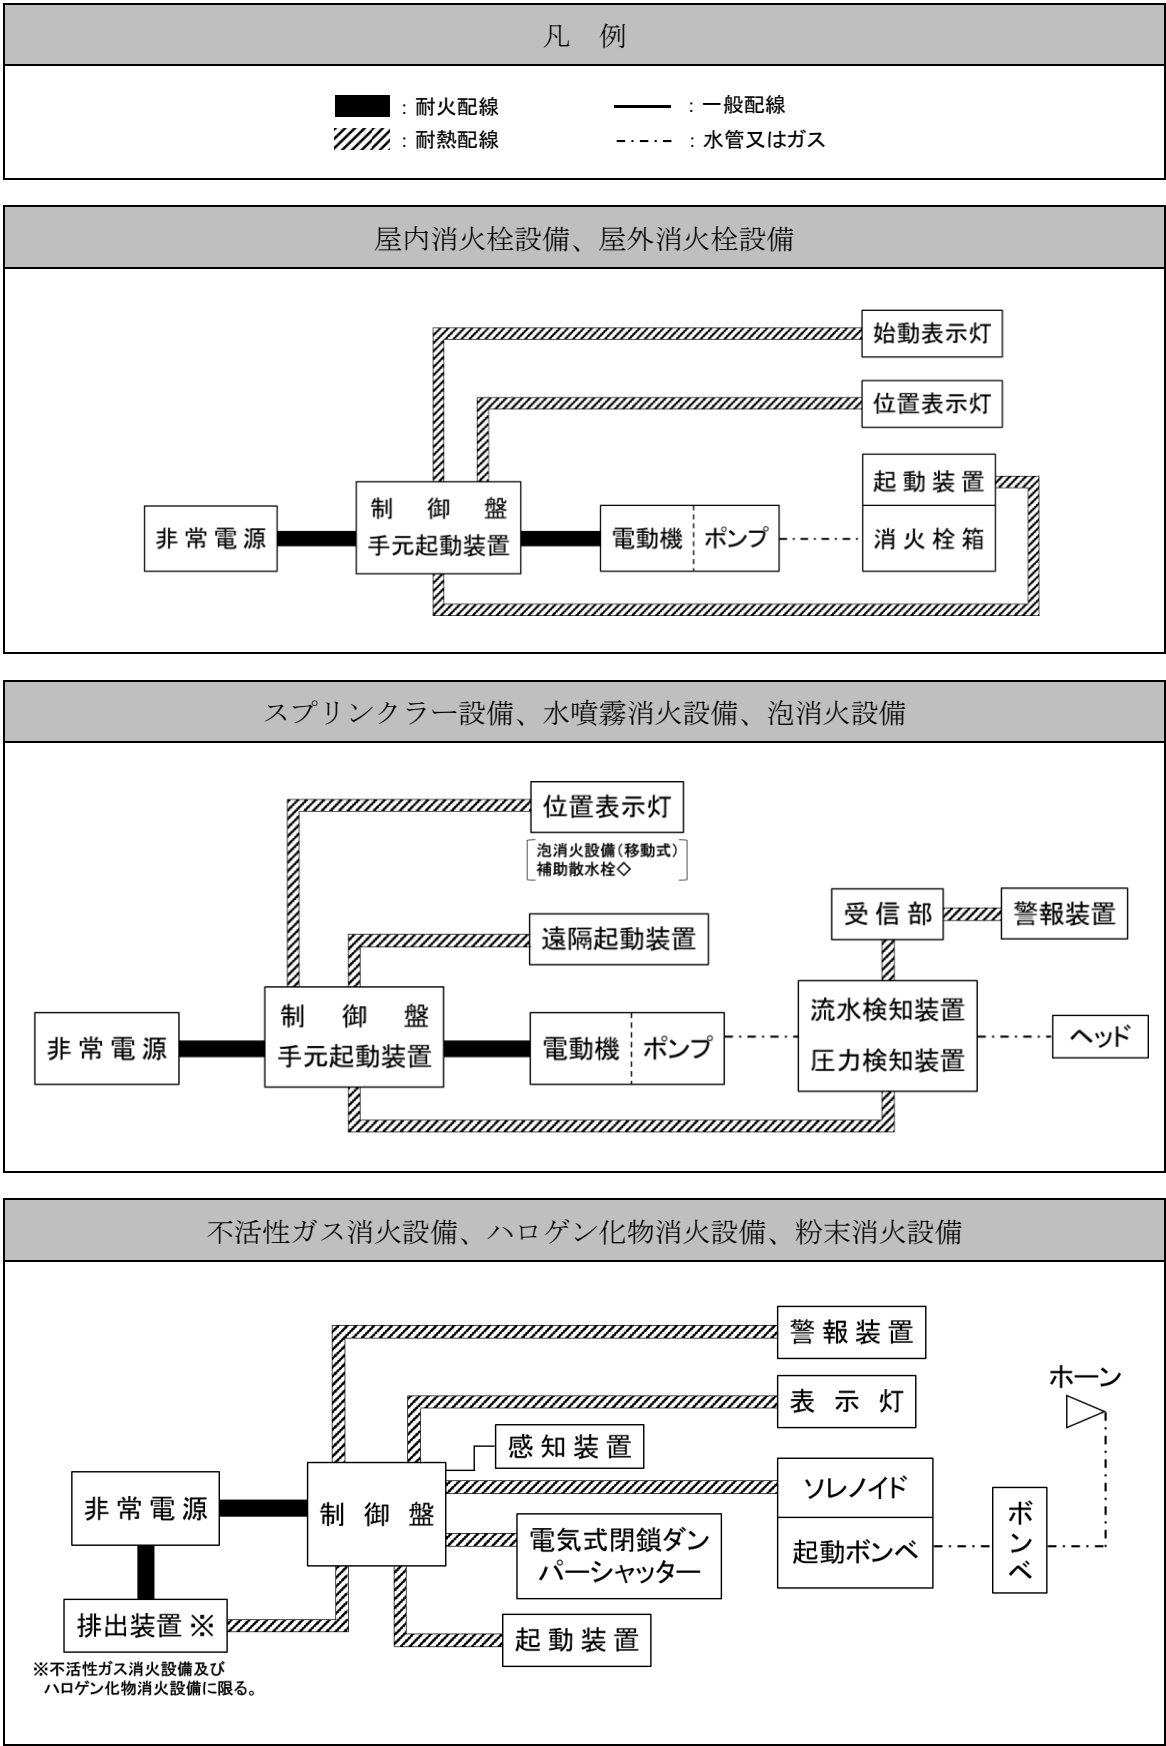 凡　例
：耐火配線
：一般配線
：耐熱配線
：水管又はガス
屋内消火栓設備、屋外消火栓設備
始動表示灯
位置表示灯
起動装置
制御盤
手元起動装置
非常電源
電動機
ポンプ
消火栓箱
スプリンクラー設備、水噴霧消火設備、泡消火設備
位置表示灯
泡消火設備（移動式）
補助散水栓◇
受信部
警報装置
遠隔起動装置
制御盤
手元起動装置
非常電源
電動機
ポンプ
流水検知装置
圧力検知装置
ヘッド
不活性ガス消火設備、ハロゲン化物消火設備、粉末消火設備
警報装置
表示灯
ホーン
感知装置
非常電源
制御盤
ソレノイド
起動ボンベ
ボンベ
電気式閉鎖ダン
パーシャッター
排出装置※
起動装置
※不活性ガス消火設備及び
ハロゲン化物消火設備に限る。